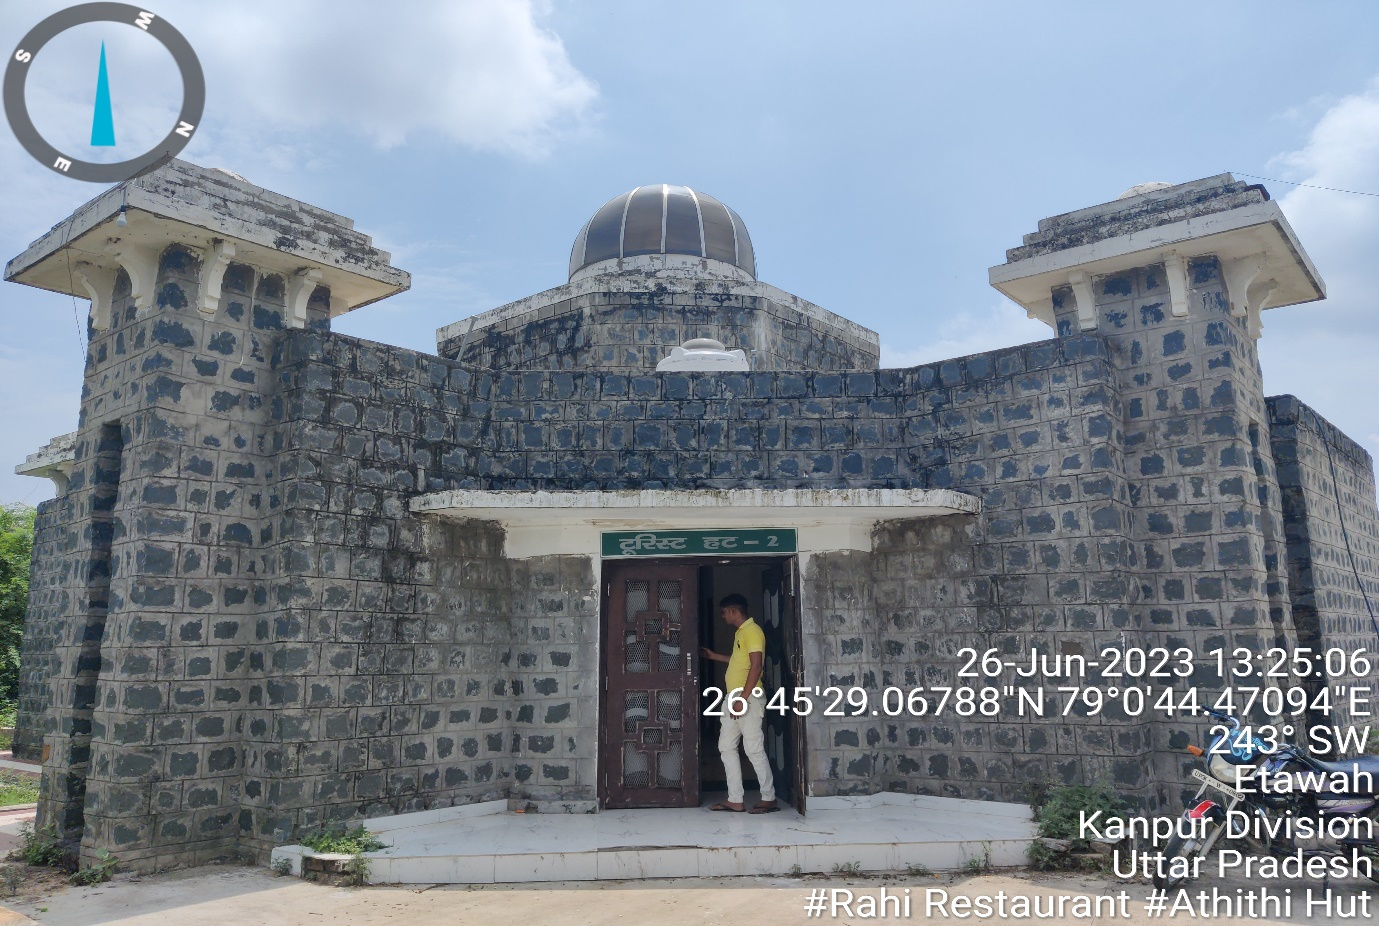 W
S
N
E
टूरिस्ट हट - 2
26-Jun-2023 13:25:06
26°45'29.06788"N 79°0'44.47094"E
243° SW
Etawah
Kanpur Division
Uttar Pradesh
#Rahi Restaurant #Athithi Hut